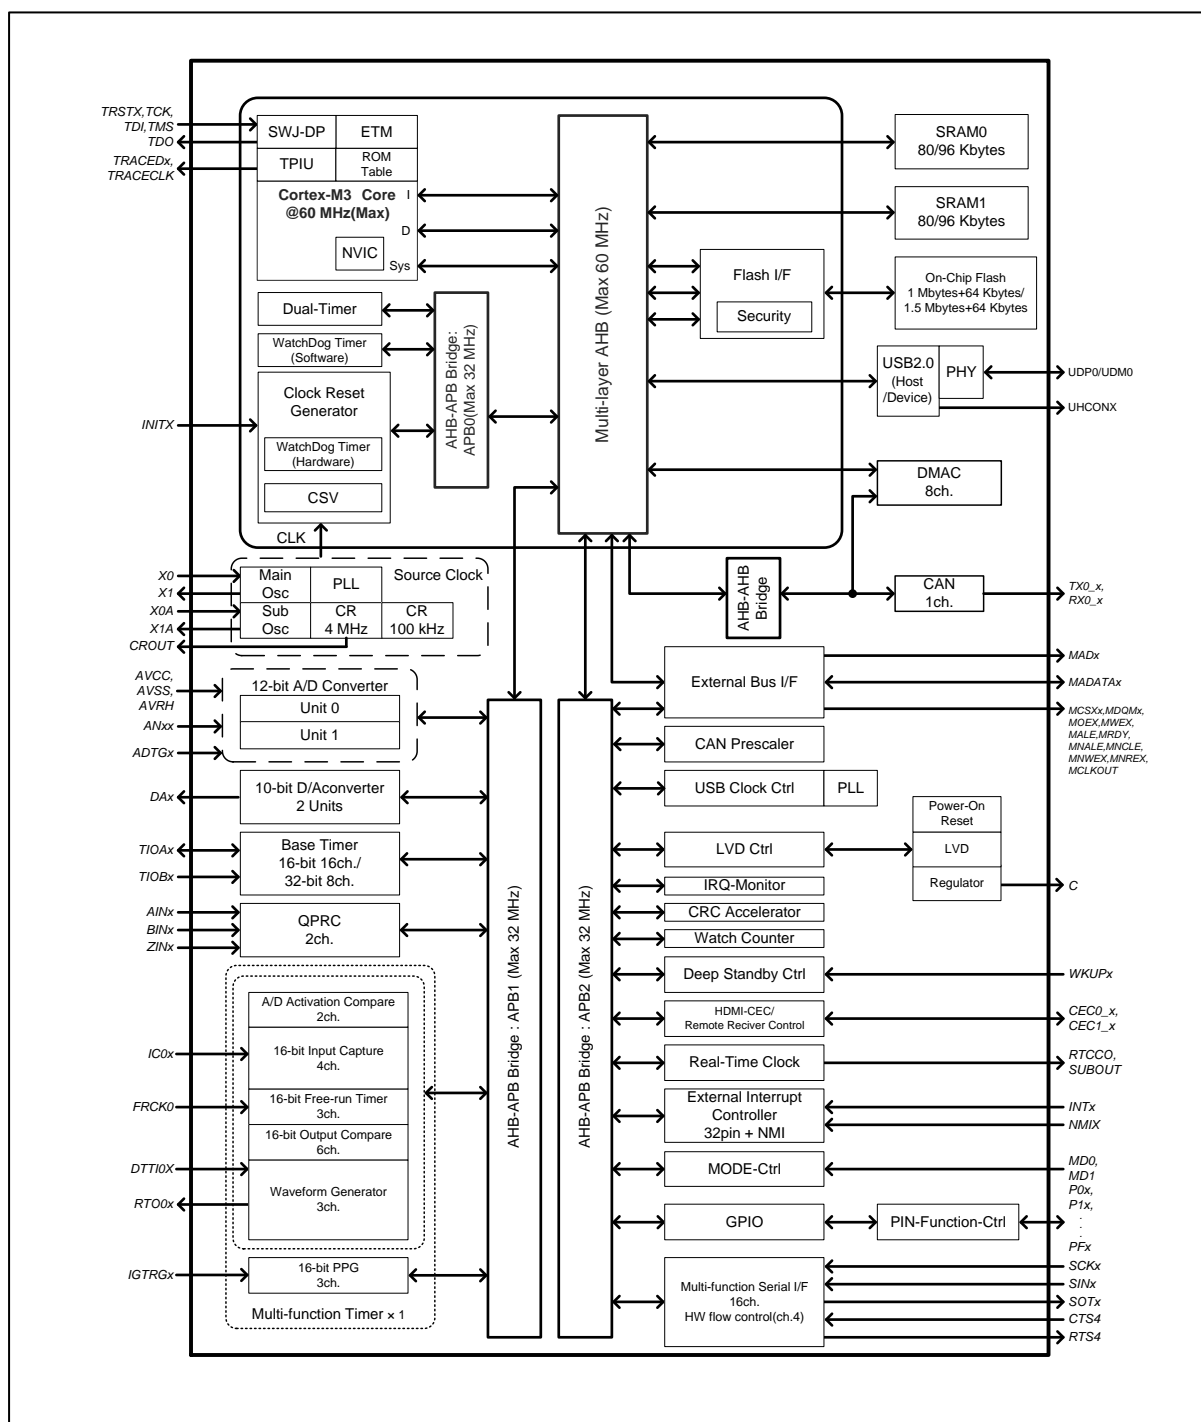 TRSTX,TCK,
TDI,TMS
TDO
TRACEDx,
TRACECLK
SWJ-DP
ETM
TPIU
ROM
Table
Cortex-M3 Core
@60 MHz(Max)
I
D
NVIC
Sys
Dual-Timer
WatchDog Timer
(Software)
Clock Reset
Generator
INITX
WatchDog Timer
(Hardware)
CSV
CLK
AHB-APB Bridge:
APB0(Max 32 MHz)
Multi-layer AHB (Max 60 MHz)
SRAM0
80/96 Kbytes
SRAM1
80/96 Kbytes
Flash I/F
Security
On-Chip Flash
1 Mbytes+64 Kbytes/
1.5 Mbytes+64 Kbytes
USB2.0
(Host
/Device)
PHY
UDP0/UDM0
UHCONX
DMAC
8ch.
AHB-AHB
Bridge
CAN
1ch.
TX0_x,
RX0_x
X0
X1
X0A
X1A
CROUT
Main
Osc
PLL
Source Clock
Sub
Osc
CR
4 MHz
CR
100 kHz
AVCC,
AVSS,
AVRH
ANxx
ADTGx
12-bit A/D Converter
Unit 0
Unit 1
DAx
10-bit D/Aconverter
2 Units
TIOAx
TIOBx
Base Timer
16-bit 16ch./
32-bit 8ch.
AINx
BINx
ZINx
QPRC
2ch.
A/D Activation Compare
2ch.
IC0x
16-bit Input Capture
4ch.
FRCK0
16-bit Free-run Timer
3ch.
16-bit Output Compare
6ch.
DTTI0X
RTO0x
Waveform Generator
3ch.
IGTRGx
16-bit PPG
3ch.
Multi-function Timer × 1
AHB-APB Bridge : APB1 (Max 32 MHz)
AHB-APB Bridge : APB2 (Max 32 MHz)
External Bus I/F
MADx
MADATAx
MCSXx,MDQMx,
MOEX,MWEX,
MALE,MRDY,
MNALE,MNCLE,
MNWEX,MNREX,
MCLKOUT
CAN Prescaler
USB Clock Ctrl
PLL
LVD Ctrl
Power-On
Reset
LVD
Regulator
C
IRQ-Monitor
CRC Accelerator
Watch Counter
Deep Standby Ctrl
WKUPx
HDMI-CEC/
Remote Reciver Control
CEC0_x,
CEC1_x
Real-Time Clock
RTCCO,
SUBOUT
External Interrupt
Controller
32pin + NMI
INTx
NMIX
MODE-Ctrl
MD0,
MD1
GPIO
PIN-Function-Ctrl
P0x,
P1x,
.
.
.
PFx
Multi-function Serial I/F
16ch.
HW flow control(ch.4)
SCKx
SINx
SOTx
CTS4
RTS4